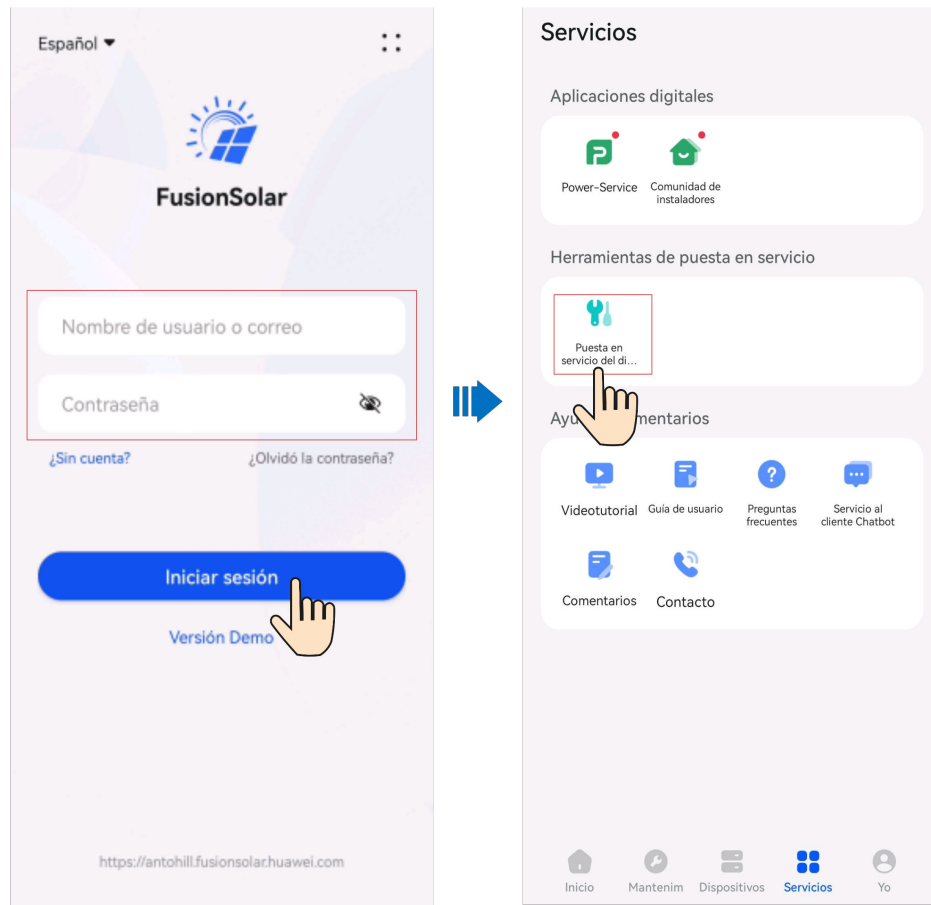 Español
FusionSolar
Nombre de usuario o correo
Contraseña
¿Sin cuenta?
¿Olvidó la contraseña?
Iniciar sesión
Versión Demo
https://antohill.fusionsolar.huawei.com
Servicios
Aplicaciones digitales
Power-Service
Comunidad de
instaladores
Herramientas de puesta en servicio
Puesta en
servicio del di...
Ayu mentarios
Videotutorial
Guía de usuario
Preguntas
frecuentes
Servicio al
cliente Chatbot
Comentarios
Contacto
Inicio
Mantenim
Dispositivos
Servicios
Yo